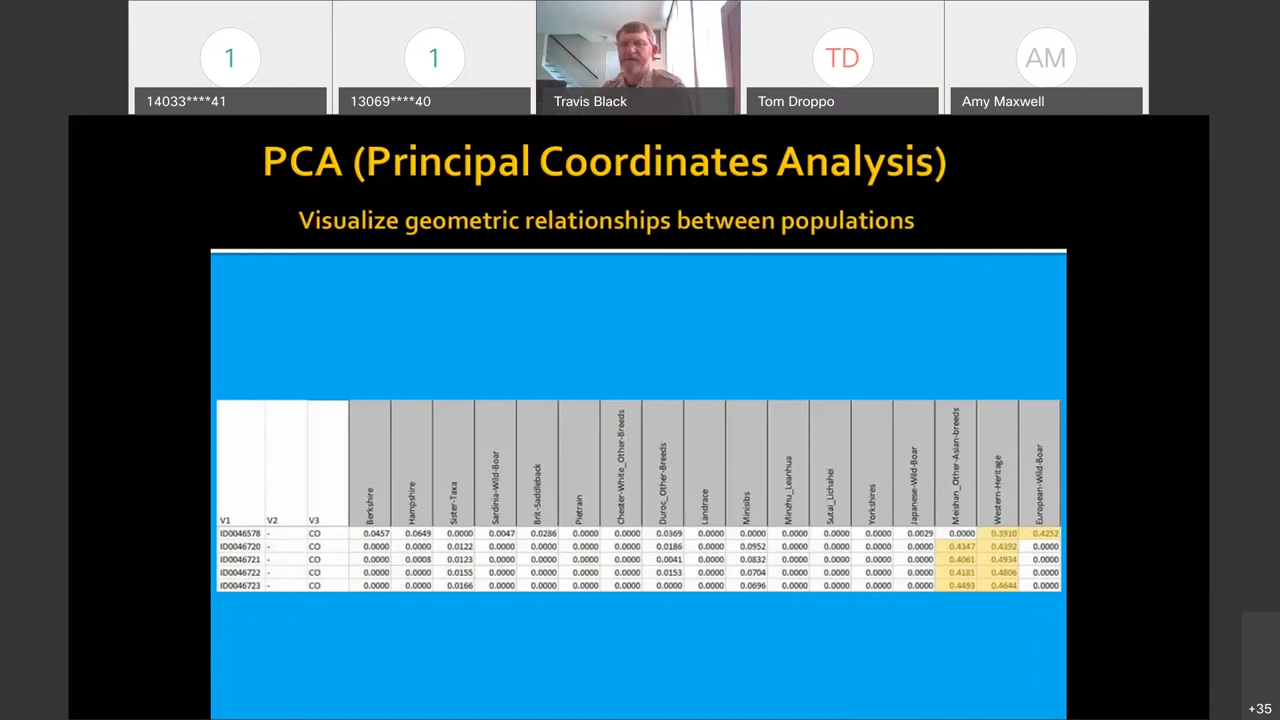 1
1
TD
AM
14033****41
13069****40
Travis Black
Tom Droppo
Amy Maxwell
PCA (Principal Coordinates Analysis)
Visualize geometric relationships between populations
V1 V2 V3 Berkshire Hampshire Sister-Taxa Sardinia-Wild-Boar Brit-Saddleback Pietrain Chester-White_Other-Breeds Duroc_Other-Breeds Landrace Minisibs Minzhu_Leanhua Sutai_Lichahei Yorkshires Japanese-Wild-Boar Meishan_Other-Asian-breeds Western-Heritage European-Wild-Boar
ID0046578 - CO 0.0457 0.0649 0.0000 0.0047 0.0286 0.0000 0.0000 0.0369 0.0000 0.0000 0.0000 0.0000 0.0000 0.0029 0.0000 0.3910 0.4252
ID0046720 - CO 0.0000 0.0000 0.0122 0.0000 0.0000 0.0000 0.0000 0.0186 0.0000 0.0952 0.0000 0.0000 0.0000 0.0000 0.4347 0.4392 0.0000
ID0046721 - CO 0.0000 0.0008 0.0123 0.0000 0.0000 0.0000 0.0000 0.0041 0.0000 0.0832 0.0000 0.0000 0.0000 0.0000 0.4061 0.4934 0.0000
ID0046722 - CO 0.0000 0.0000 0.0155 0.0000 0.0000 0.0000 0.0000 0.0153 0.0000 0.0704 0.0000 0.0000 0.0000 0.0000 0.4181 0.4806 0.0000
ID0046723 - CO 0.0000 0.0000 0.0166 0.0000 0.0000 0.0000 0.0000 0.0000 0.0000 0.0696 0.0000 0.0000 0.0000 0.0000 0.4493 0.4644 0.0000
+35